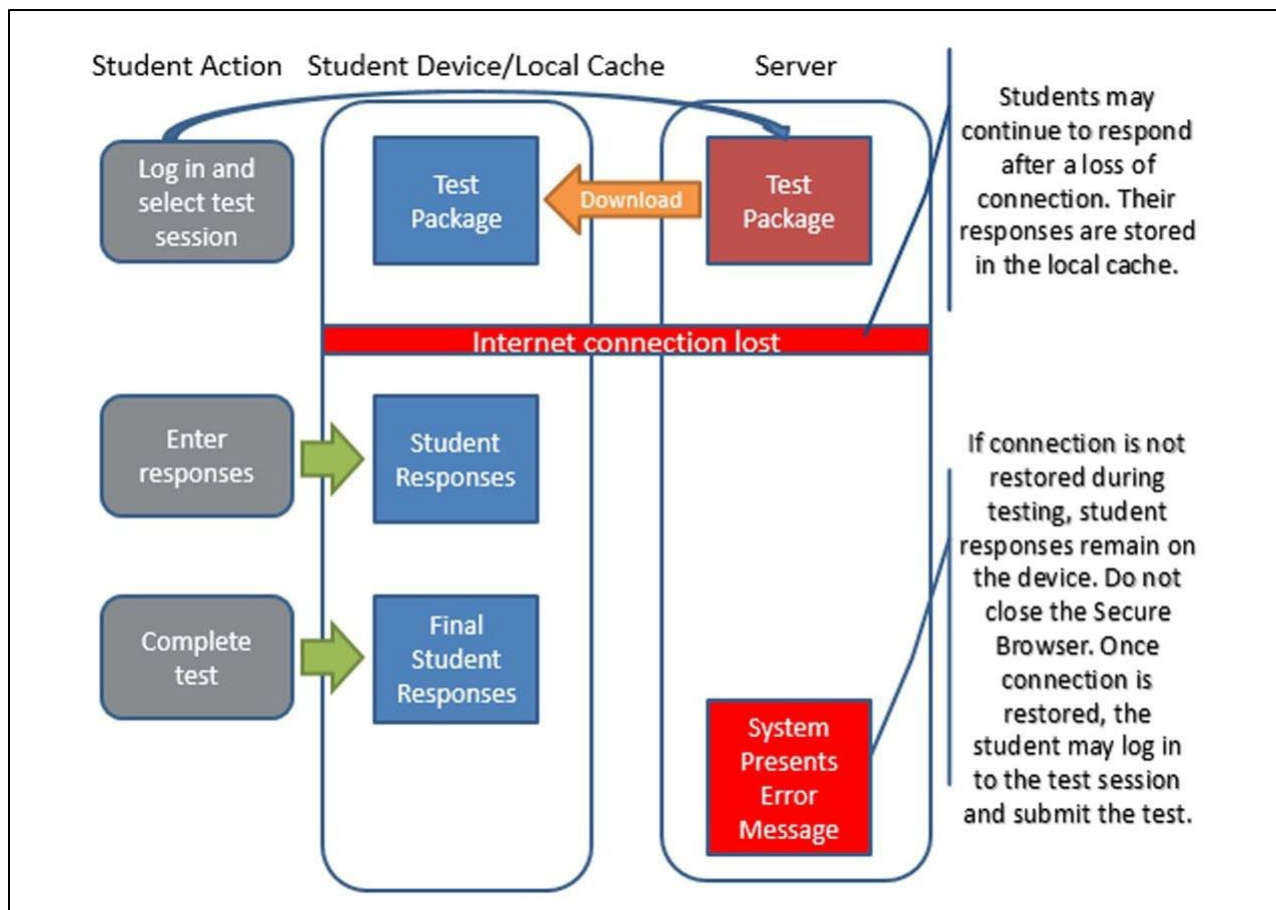 Student Action
Student Device/Local Cache
Server
Log in and
select test
session
Test
Package
Download
Test
Package
Students may
continue to respond
after a loss of
connection. Their
responses are stored
in the local cache.
Internet connection lost
Enter
responses
Student
Responses
If connection is not
restored during
testing, student
responses remain on
the device. Do not
close the Secure
Browser. Once
connection is
restored, the
student may log in
to the test session
and submit the test.
Complete
test
Final
Student
Responses
System
Presents
Error
Message